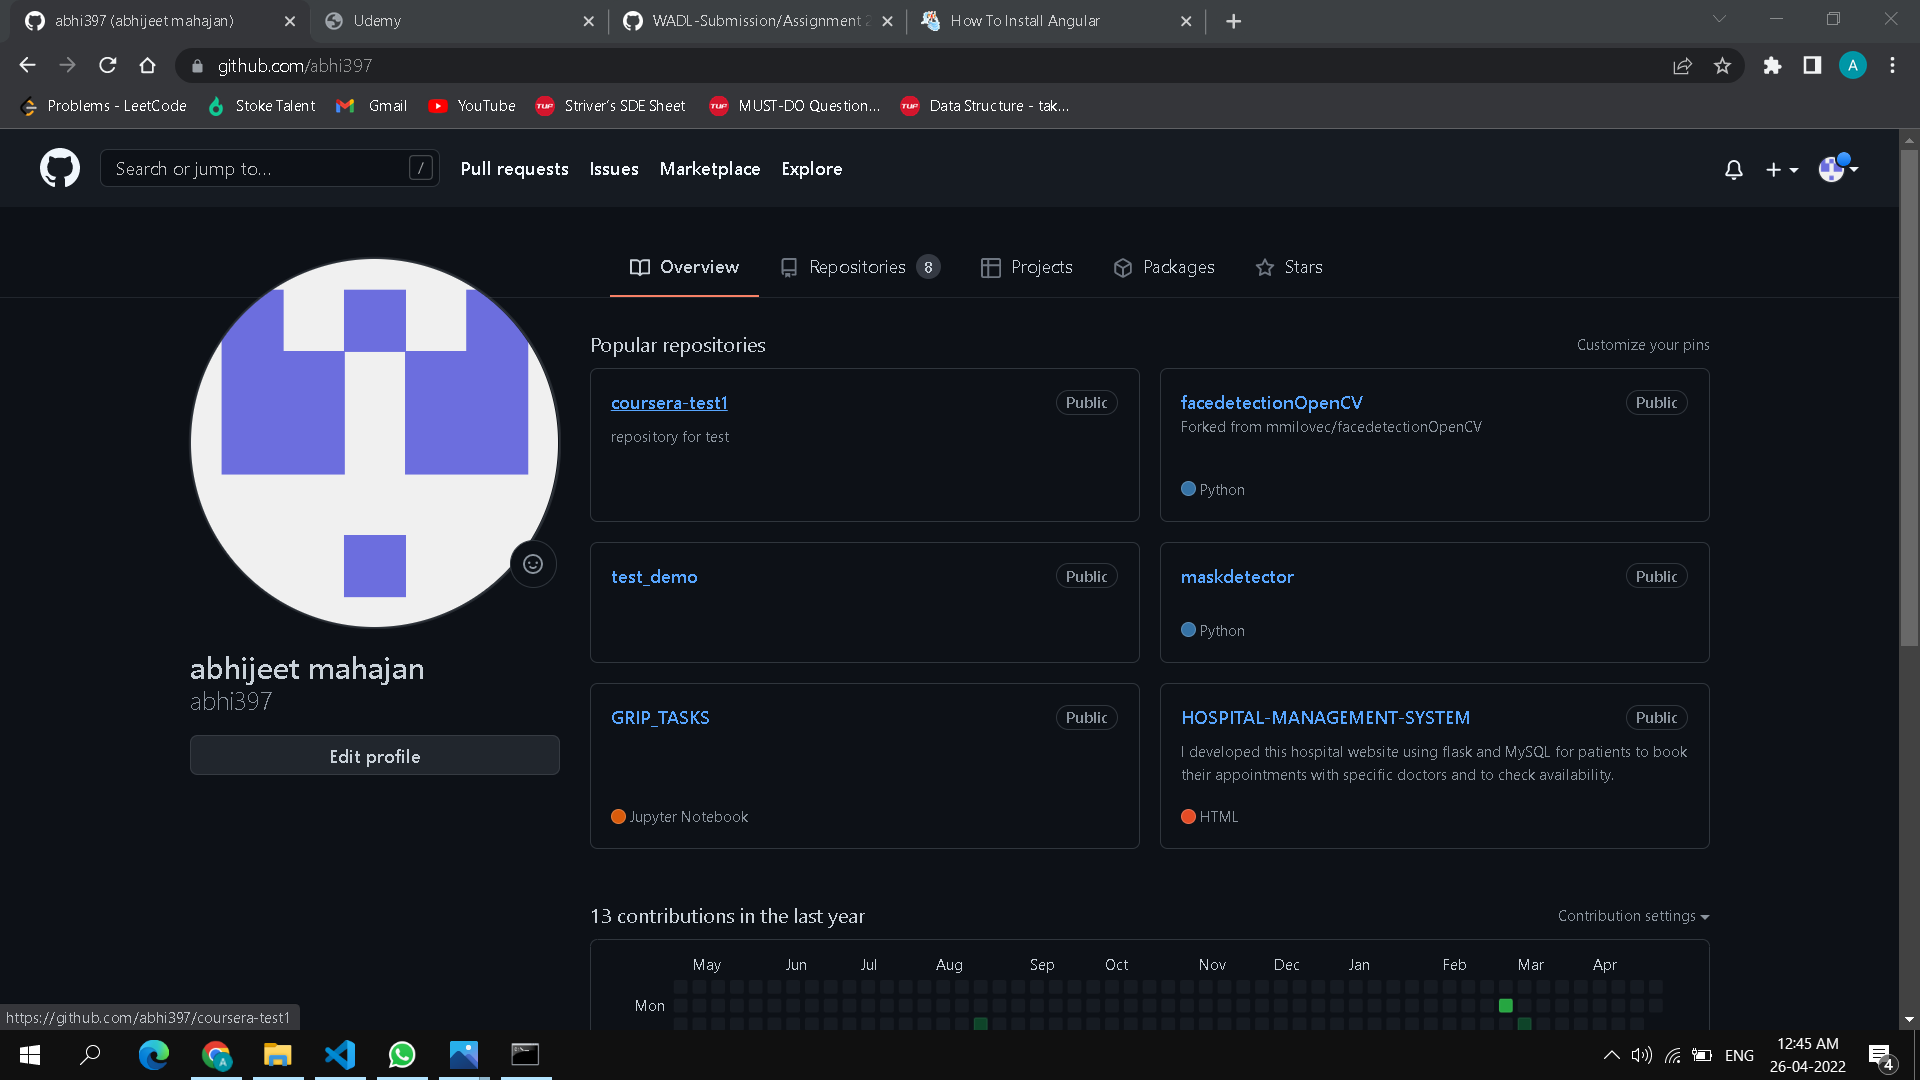 abhi397 (abhijeet mahajan)
Udemy
WADL-Submission/Assignment 2
How To Install Angular
github.com/abhi397
A
Problems - LeetCode
Stoke Talent
Gmail
YouTube
TUF
Striver's SDE Sheet
TUF
MUST-DO Question...
TUF
Data Structure - tak...
Search or jump to...
/
Pull requests
Issues
Marketplace
Explore
Overview
Repositories 8
Projects
Packages
Stars
Popular repositories
Customize your pins
coursera-test1
Public
repository for test
facedetectionOpenCV
Public
Forked from mmilovec/facedetectionOpenCV
Python
test_demo
Public
maskdetector
Public
Python
abhijeet mahajan
abhi397
Edit profile
GRIP_TASKS
Public
Jupyter Notebook
HOSPITAL-MANAGEMENT-SYSTEM
Public
I developed this hospital website using flask and MySQL for patients to book
their appointments with specific doctors and to check availability.
HTML
13 contributions in the last year
Contribution settings
May Jun Jul Aug Sep Oct Nov Dec Jan Feb Mar Apr
Mon
https://github.com/abhi397/coursera-test1
A
ENG
12:45 AM
26-04-2022
4